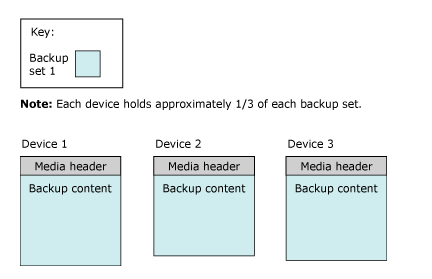 Key:
Backup
set 1
Note: Each device holds approximately 1/3 of each backup set.
Device 1
Device 2
Device 3
Media header
Media header
Media header
Backup content
Backup content
Backup content